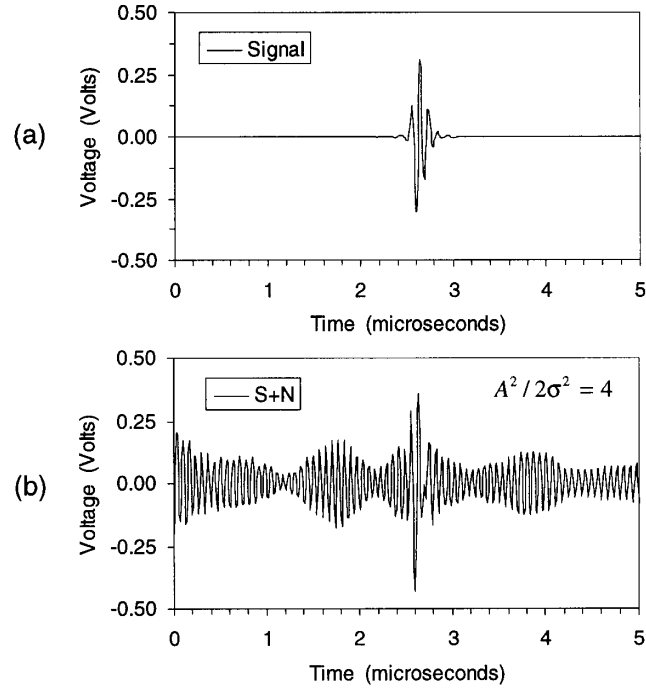 (a)
Voltage (Volts)
0.50
0.25
0.00
-0.25
-0.50
Signal
0 1 2 3 4 5
Time (microseconds)
(b)
Voltage (Volts)
0.50
0.25
0.00
-0.25
-0.50
S+N
A² / 2σ² = 4
0 1 2 3 4 5
Time (microseconds)